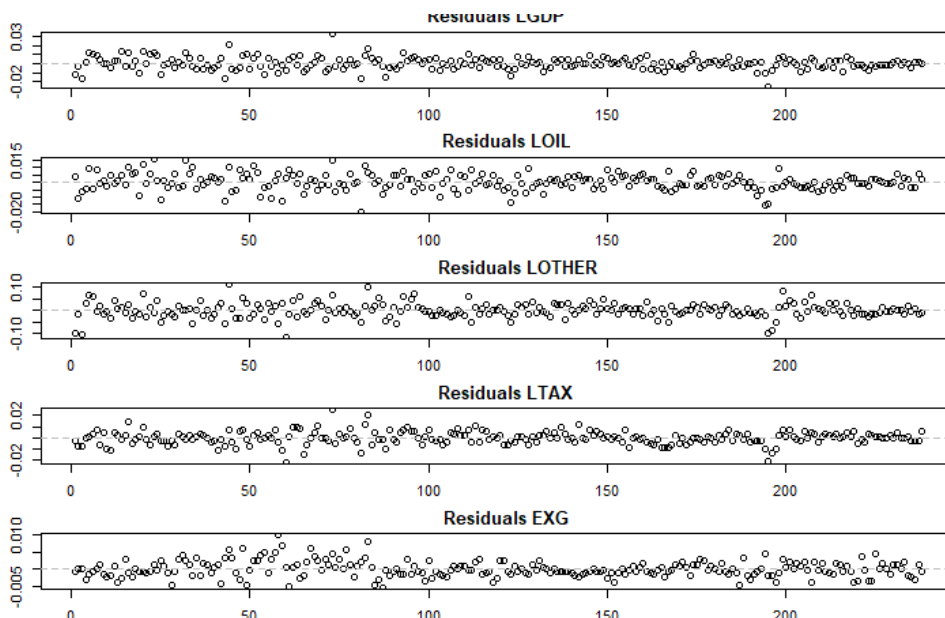 Residuals LGDP
0.03
-0.02
0 50 100 150 200
Residuals LOIL
0.015
-0.020
0 50 100 150 200
Residuals LOTHER
0.10
-0.10
0 50 100 150 200
Residuals LTAX
0.02
-0.02
0 50 100 150 200
Residuals EXG
0.010
-0.005
0 50 100 150 200